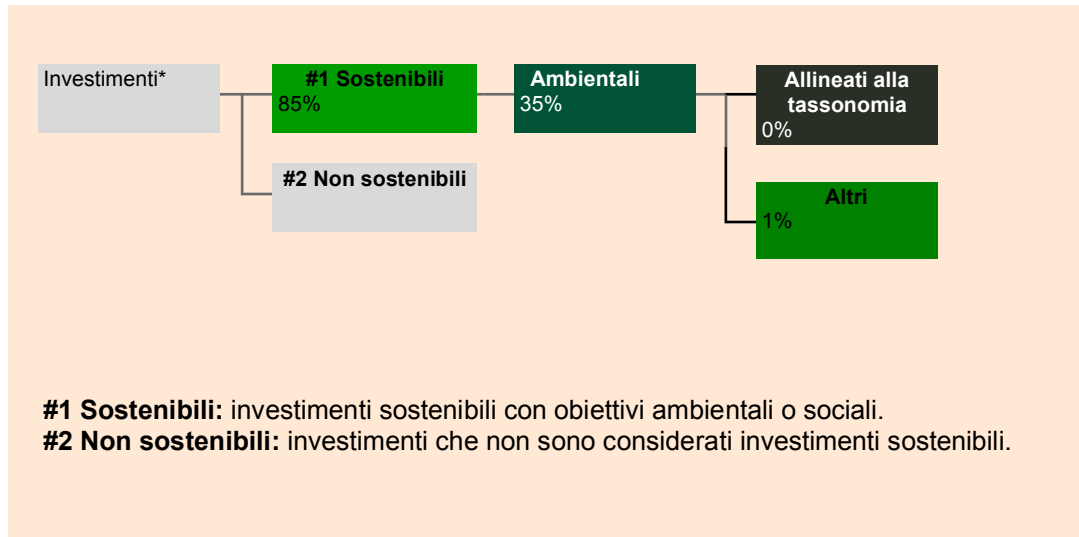 Investimenti*
#1 Sostenibili
85%
Ambientali
35%
Allineati alla
tassonomia
0%
#2 Non sostenibili
Altri
1%
#1 Sostenibili: investimenti sostenibili con obiettivi ambientali o sociali.
#2 Non sostenibili: investimenti che non sono considerati investimenti sostenibili.